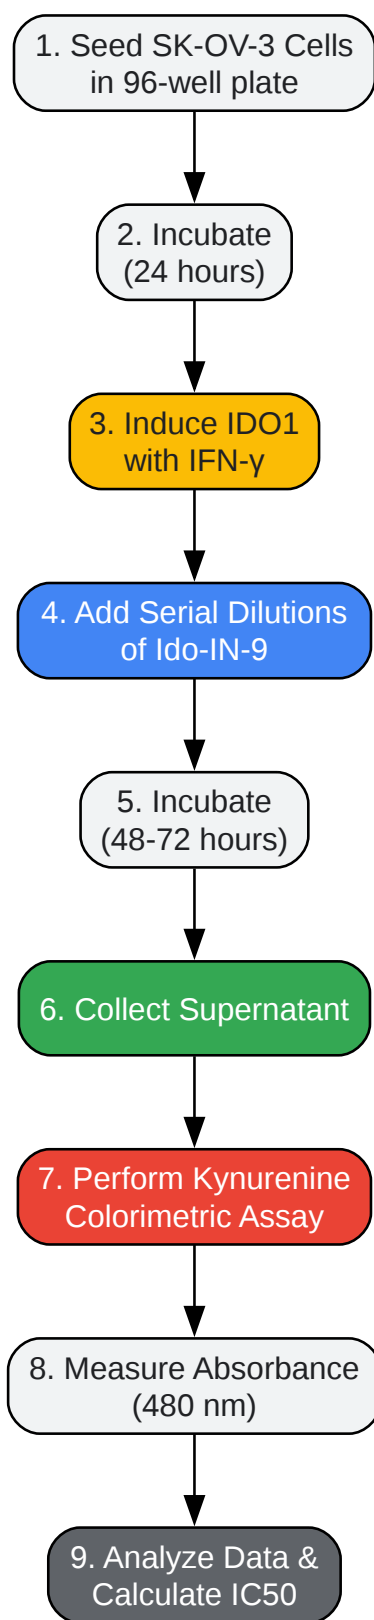 1. Seed SK-OV-3 Cells
in 96-well plate
2. Incubate
(24 hours)
3. Induce IDO1
with IFN-γ
4. Add Serial Dilutions
of Ido-IN-9
5. Incubate
(48-72 hours)
6. Collect Supernatant
7. Perform Kynurenine
Colorimetric Assay
8. Measure Absorbance
(480 nm)
9. Analyze Data &
Calculate IC50